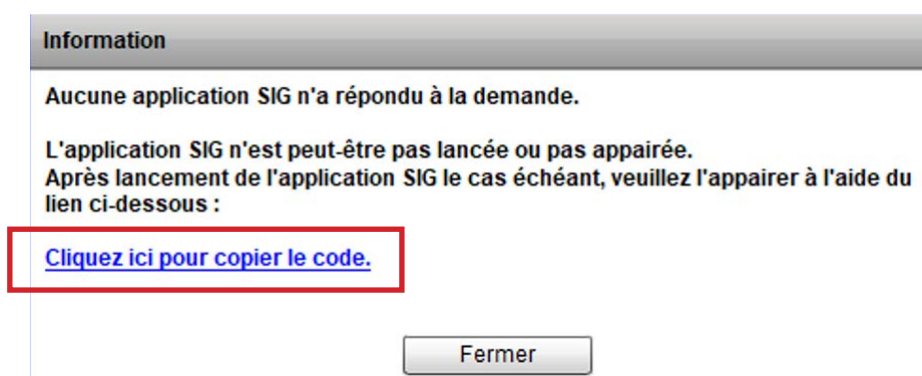 Information
Aucune application SIG n'a répondu à la demande.
L'application SIG n'est peut-être pas lancée ou pas appairée.
Après lancement de l'application SIG le cas échéant, veuillez l'appairer à l'aide du
lien ci-dessous :
Cliquez ici pour copier le code.
Fermer